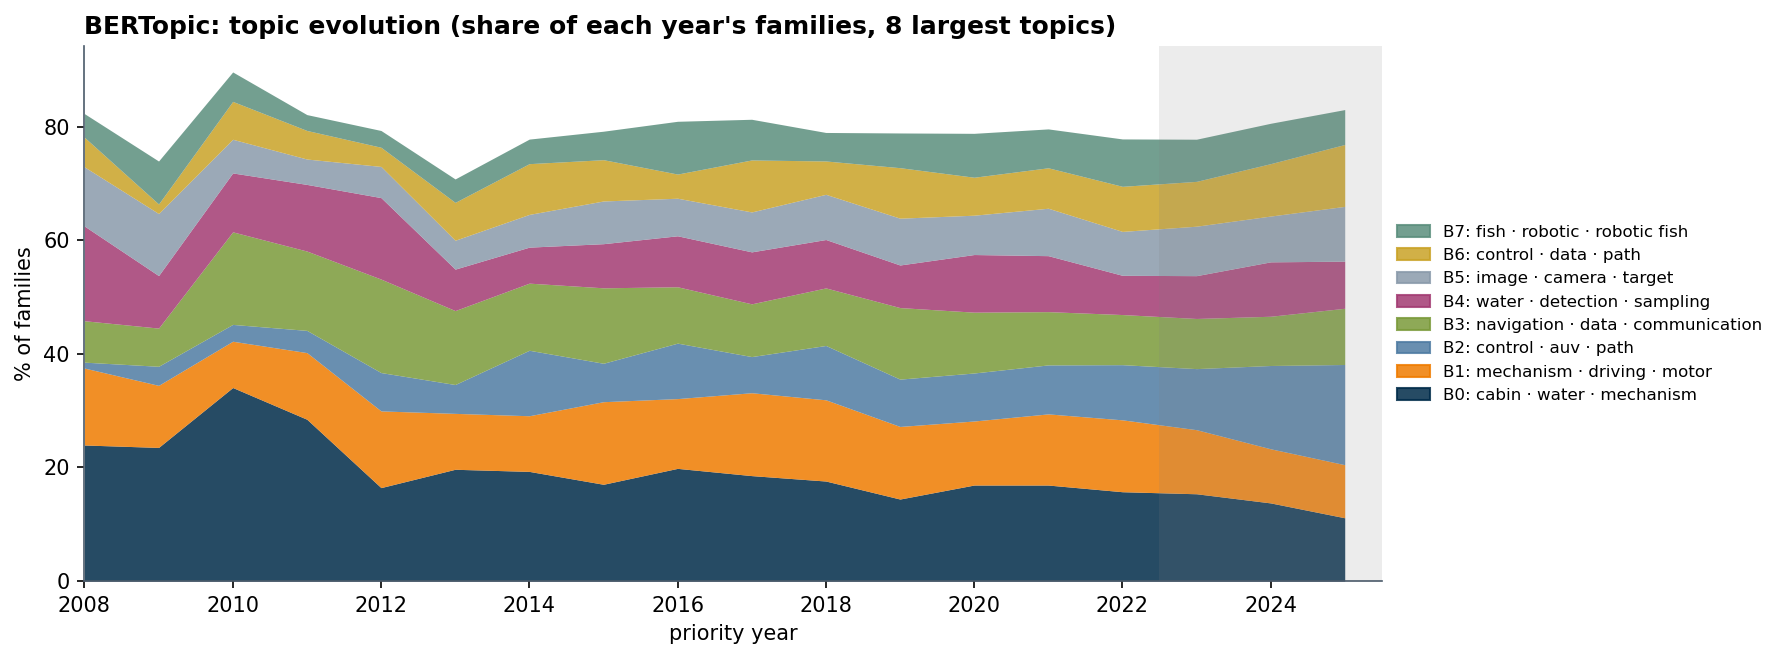 BERTopic: topic evolution (share of each year's families, 8 largest topics)
% of families
80
60
40
20
0
2008
2010
2012
2014
2016
2018
2020
2022
2024
priority year
B7: fish · robotic · robotic fish
B6: control · data · path
B5: image · camera · target
B4: water · detection · sampling
B3: navigation · data · communication
B2: control · auv · path
B1: mechanism · driving · motor
B0: cabin · water · mechanism